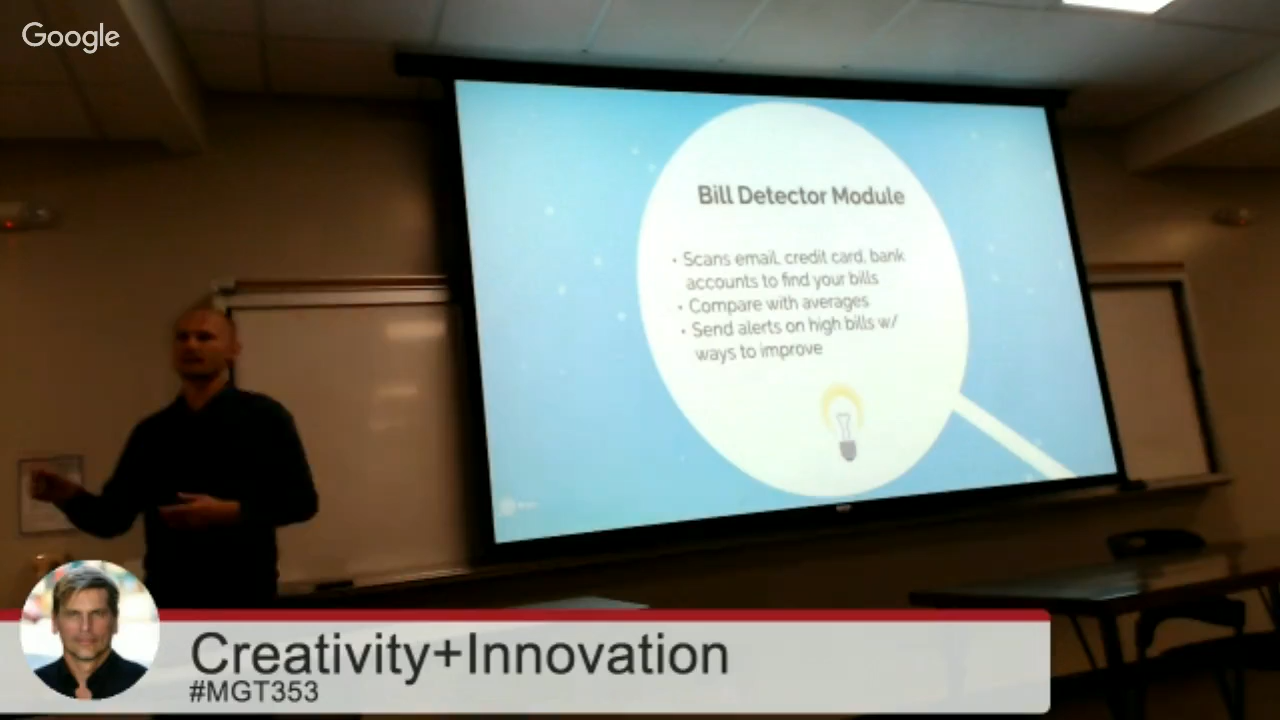 Google
Bill Detector Module
• Scans email, credit card, bank
accounts to find your bills
• Compare with averages
• Send alerts on high bills w/
ways to improve
Creativity+Innovation
#MGT353